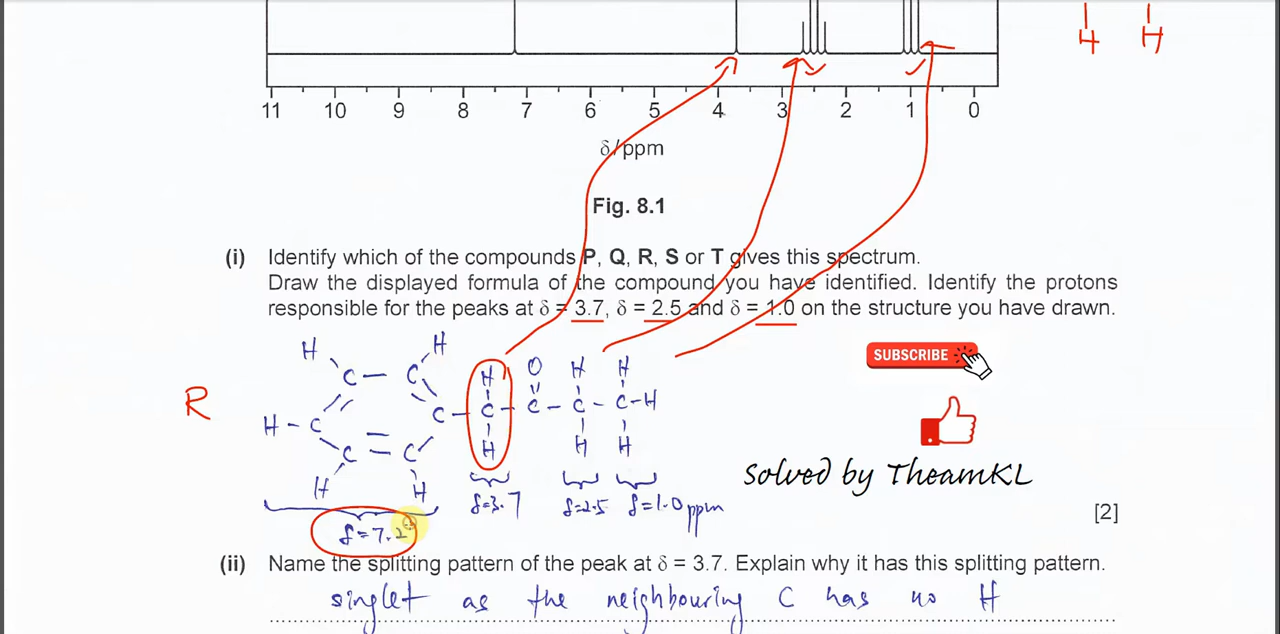 H H
11 10 9 8 7 6 5 4 3 2 1 0
δ/ppm
Fig. 8.1
(i) Identify which of the compounds P, Q, R, S or T gives this spectrum.
Draw the displayed formula of the compound you have identified. Identify the protons
responsible for the peaks at δ = 3.7, δ = 2.5 and δ = 1.0 on the structure you have drawn.
SUBSCRIBE
H H
C C H O H H
R H C C C C C C H
C C H H H
H H
δ=3.7 δ=2.5 δ=1.0 ppm
Solved by TheamKL
[2]
δ=7.2
(ii) Name the splitting pattern of the peak at δ = 3.7. Explain why it has this splitting pattern.
singlet as the neighbouring C has no H